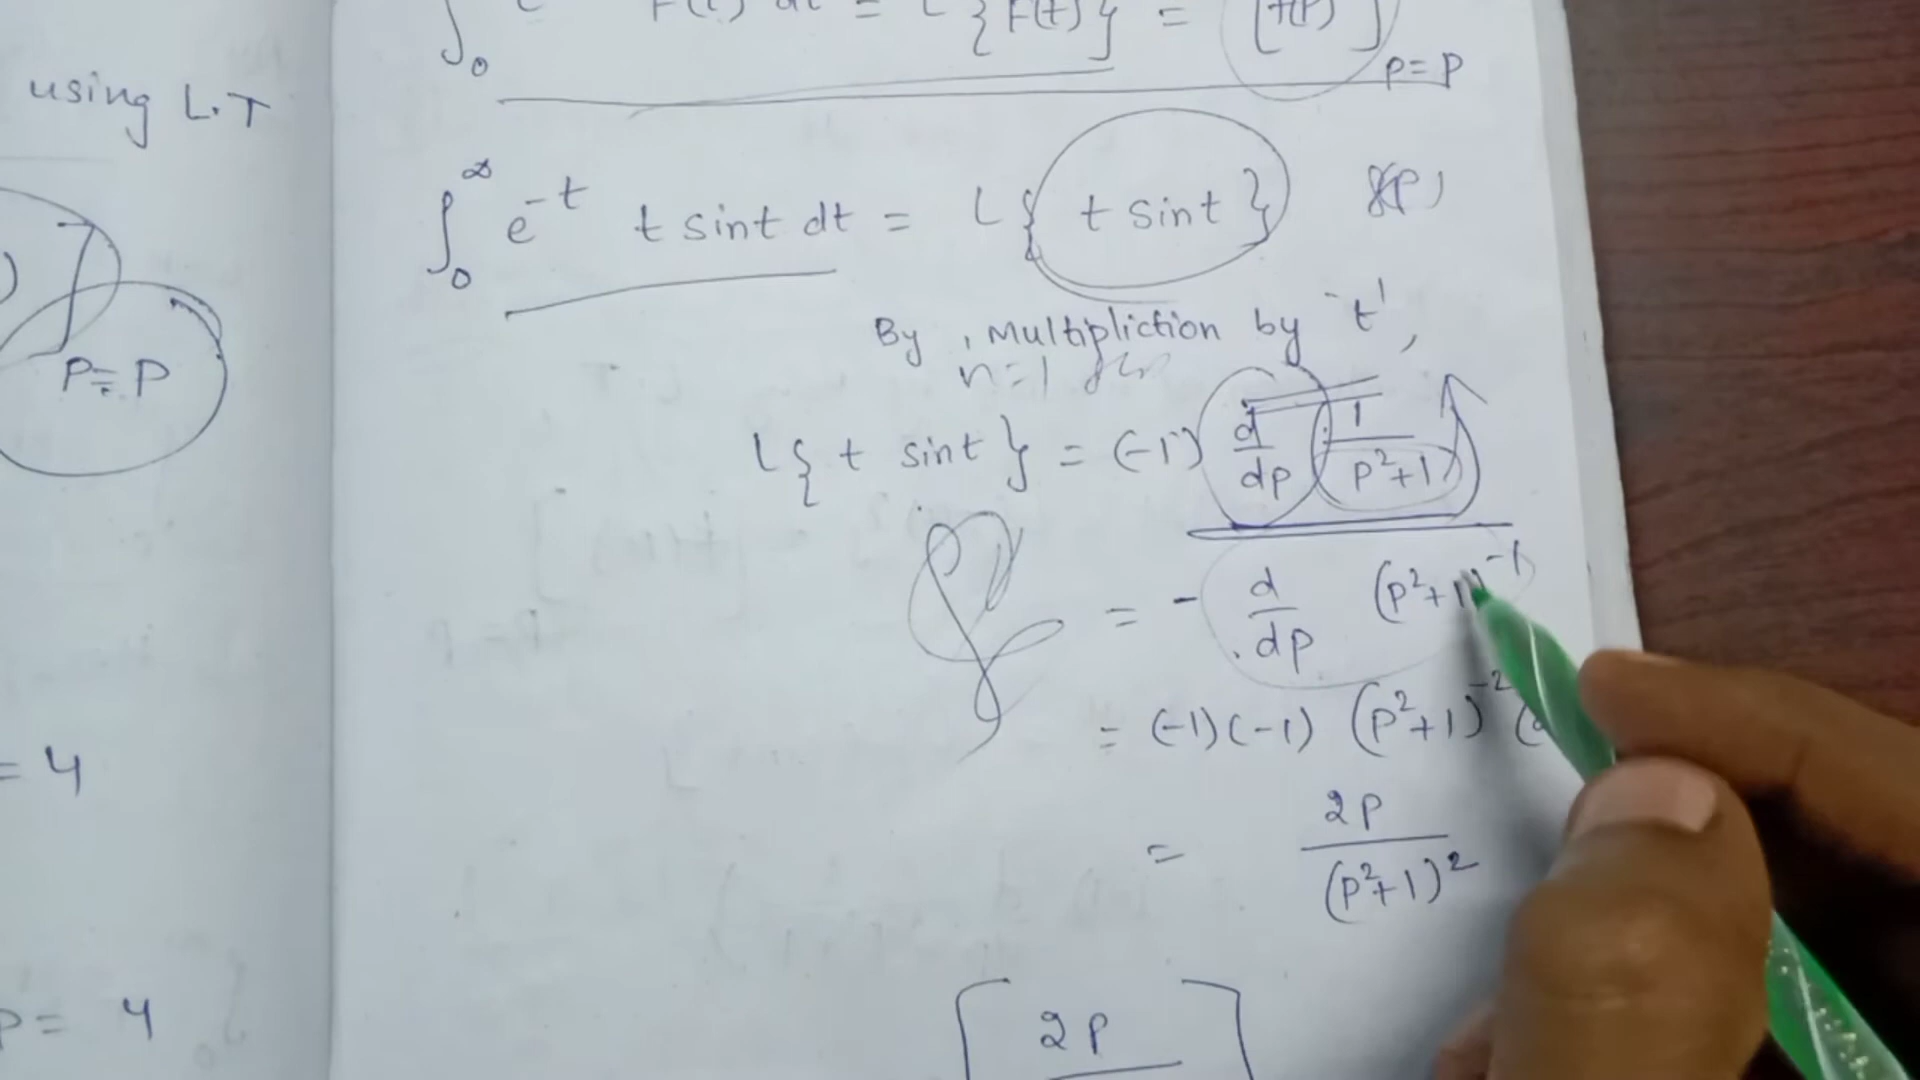 using L.T
P = P
= 4
P = 4
∫₀ F(t) dt = L{F(t)} = [f(P)] P=P
∫₀^∞ e^-t t sint dt = L{ t sint } f(P)
By , Multipliction by 't' ,
n=1
L{ t sint } = (-1) d/dp 1/(P²+1)
= - d/dp (P²+1)^-1
= (-1)(-1) (P²+1)^-2 (
= 2P/(P²+1)²
[ 2P ]